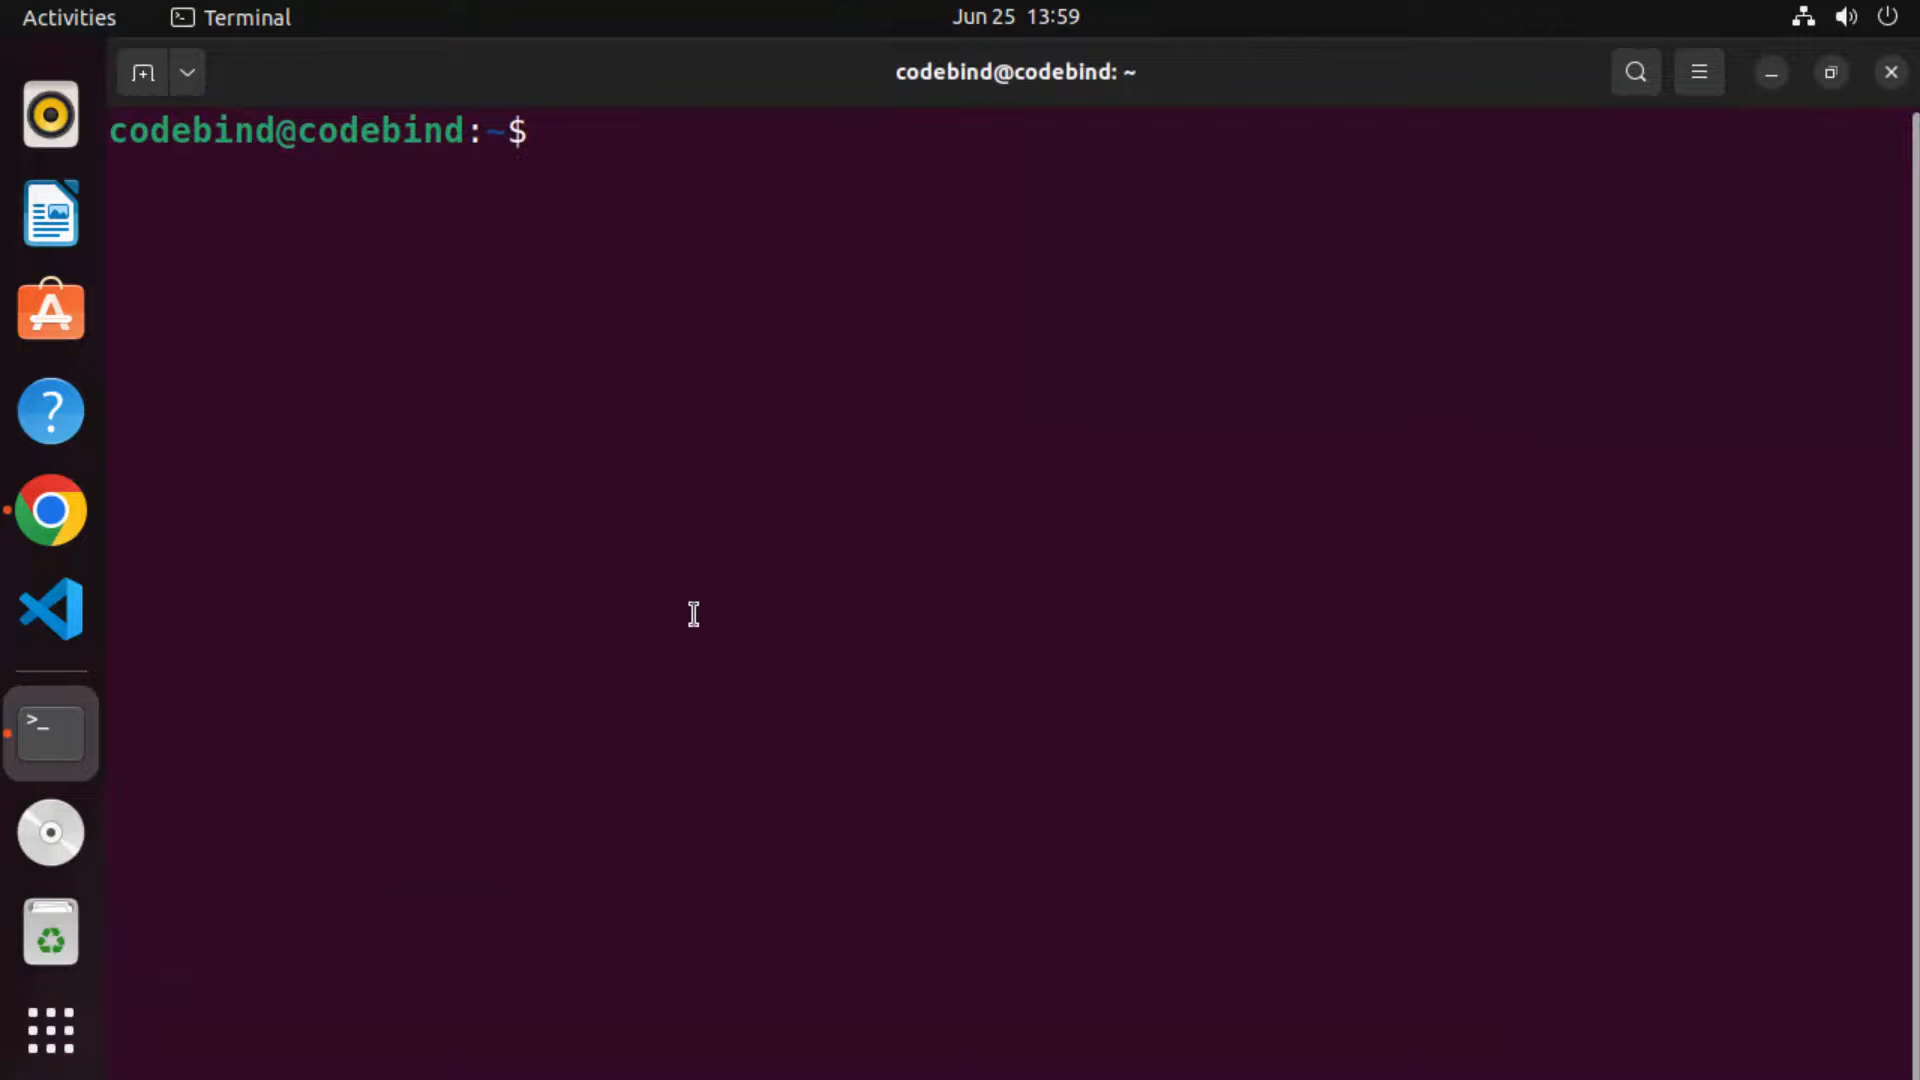 Activities
Terminal
Jun 25 13:59
codebind@codebind: ~
codebind@codebind:~$
>_